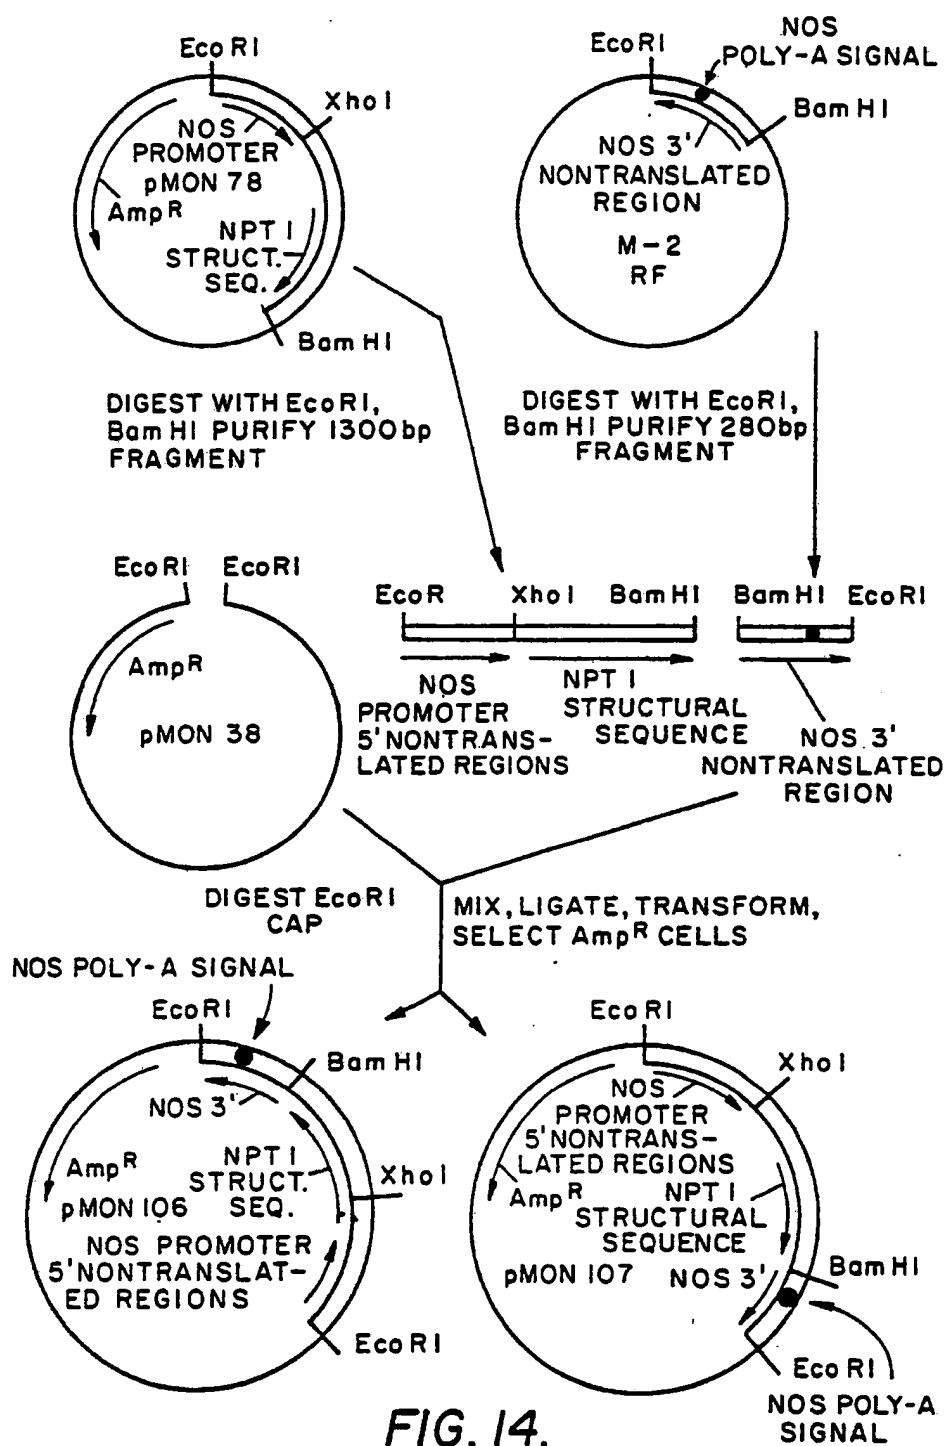 EcoRI
XhoI
NOS
PROMOTER
pMON 78
AmpR
NPT I
STRUCT.
SEQ.
BamHI
EcoRI
NOS
POLY-A SIGNAL
BamHI
NOS 3'
NONTRANSLATED
REGION
M-2
RF
DIGEST WITH EcoRI,
BamHI PURIFY 1300bp
FRAGMENT
DIGEST WITH EcoRI,
BamHI PURIFY 280bp
FRAGMENT
EcoRI EcoRI
AmpR
pMON 38
EcoR XhoI BamHI BamHI EcoRI
NOS
PROMOTER
5'NONTRANS-
LATED REGIONS
NPT I
STRUCTURAL
SEQUENCE
NOS 3'
NONTRANSLATED
REGION
DIGEST EcoRI
CAP
MIX, LIGATE, TRANSFORM,
SELECT AmpR CELLS
NOS POLY-A SIGNAL
EcoRI
BamHI
NOS 3'
AmpR
pMON 106
NPT I
STRUCT.
SEQ.
XhoI
NOS PROMOTER
5'NONTRANSLAT-
ED REGIONS
EcoRI
EcoRI
XhoI
NOS
PROMOTER
5'NONTRANS-
LATED REGIONS
AmpR
NPT I
STRUCTURAL
SEQUENCE
pMON 107
NOS 3'
BamHI
EcoRI
NOS POLY-A
SIGNAL
FIG. 14.